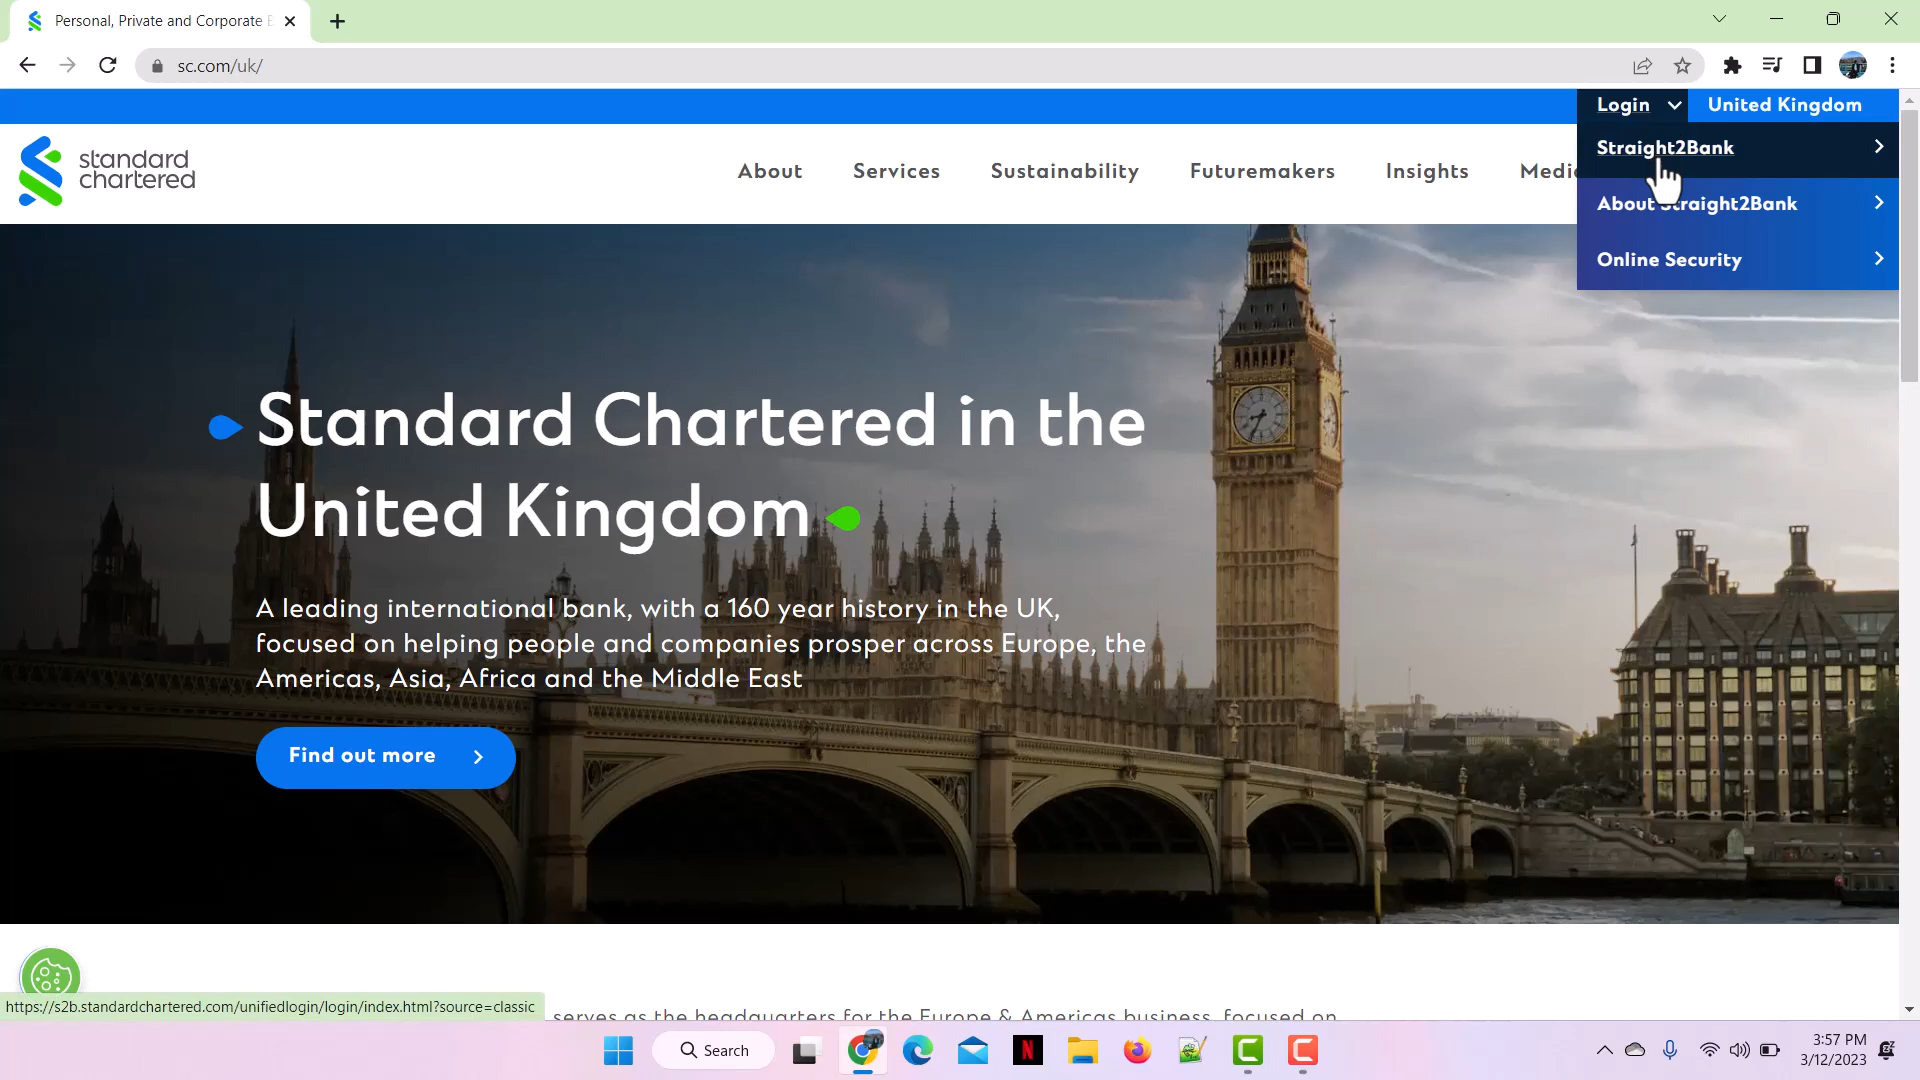 Personal, Private and Corporate B
sc.com/uk/
Login
United Kingdom
standard
chartered
About
Services
Sustainability
Futuremakers
Insights
Straight2Bank
About Straight2Bank
Online Security
Standard Chartered in the
United Kingdom
A leading international bank, with a 160 year history in the UK,
focused on helping people and companies prosper across Europe, the
Americas, Asia, Africa and the Middle East
Find out more
https://s2b.standardchartered.com/unifiedlogin/login/index.html?source=classic
serves as the headquarters for the Europe & Americas business, focused on
Search
3:57 PM
3/12/2023